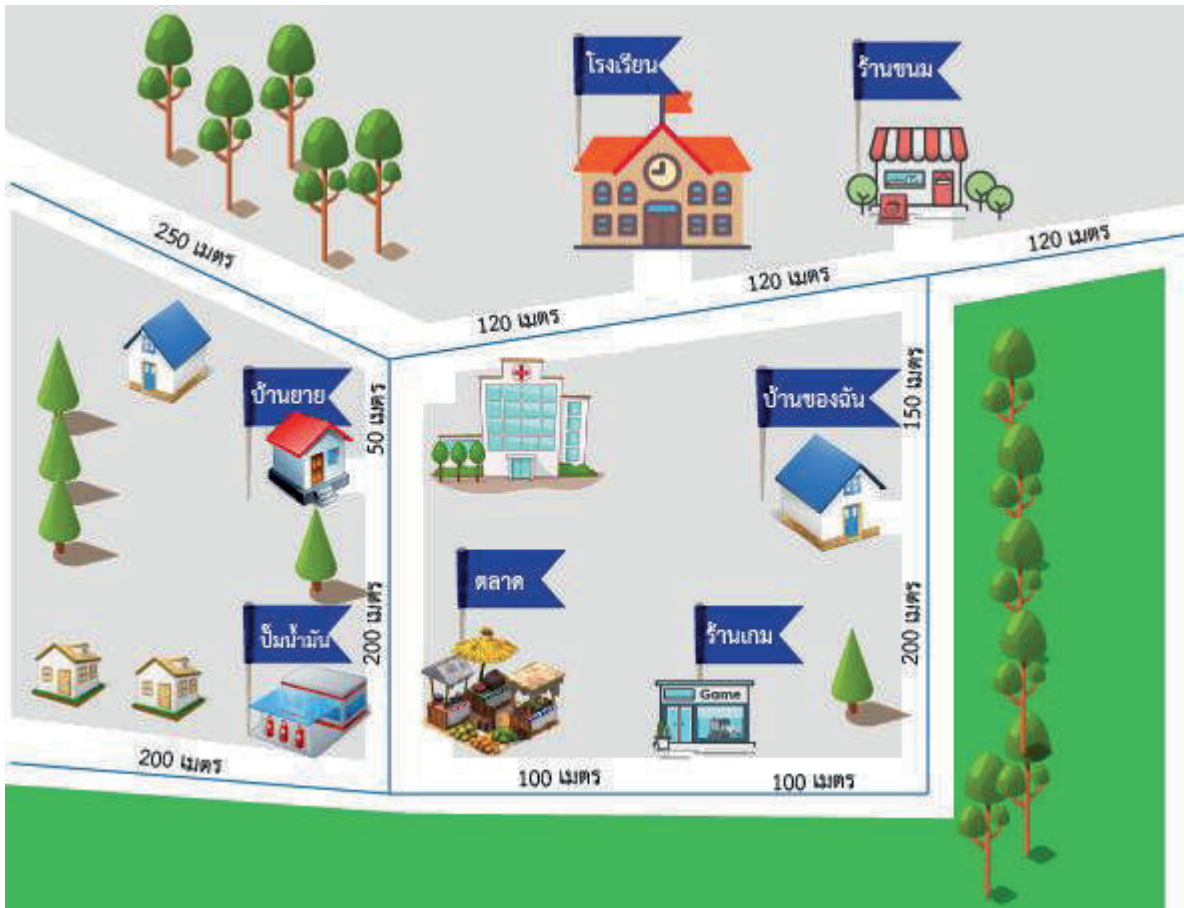 โรงเรียน
ร้านขนม
250 เมตร
120 เมตร
120 เมตร
120 เมตร
บ้านยาย
50 เมตร
บ้านของฉัน
150 เมตร
ตลาด
200 เมตร
ปั๊มน้ำมัน
ร้านเกม
200 เมตร
Game
200 เมตร
100 เมตร
100 เมตร